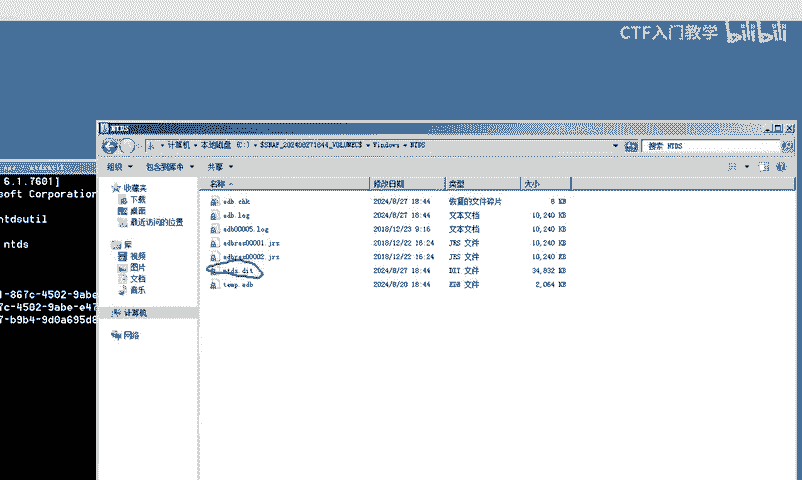 CTF入门教学 bilibili
NTDS
计算机 本地磁盘 (C:) $SNAP_202408271844_VOLUMEC$ Windows NTDS
搜索 NTDS
组织 包含到库中 共享
6.1.7601]
soft Corporation
ntdsutil
ntds
-867c-4502-9abe
7c-4502-9abe-e47
7-b9b4-9d0a695d8
收藏夹
下载
桌面
最近访问的位置
库
视频
图片
文档
音乐
计算机
网络
名称 修改日期 类型 大小
edb.chk 2024/8/27 18:44 恢复的文件碎片 8 KB
edb.log 2024/8/27 18:44 文本文档 10,240 KB
edb00005.log 2018/12/23 9:16 文本文档 10,240 KB
edbres00001.jrs 2018/12/22 16:24 JRS 文件 10,240 KB
edbres00002.jrs 2018/12/22 16:24 JRS 文件 10,240 KB
ntds.dit 2024/8/27 18:44 DIT 文件 34,832 KB
temp.edb 2024/8/20 18:44 EDB 文件 2,064 KB